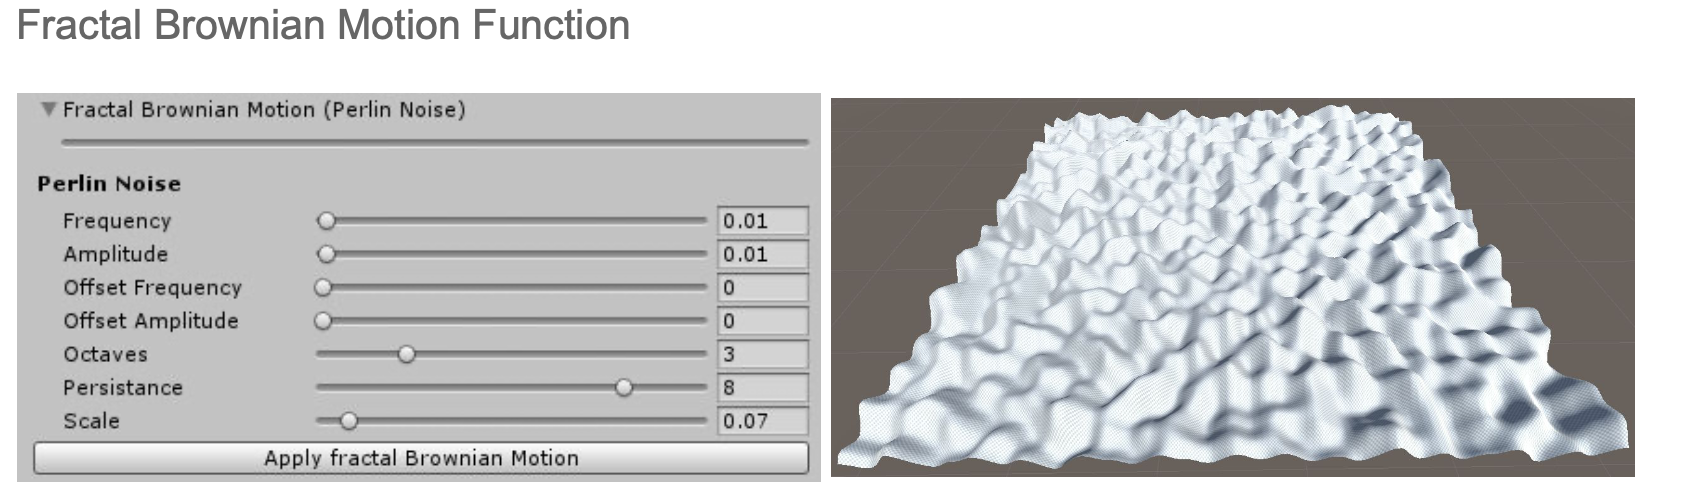 Fractal Brownian Motion Function
Fractal Brownian Motion (Perlin Noise)
Perlin Noise
Frequency 0.01
Amplitude 0.01
Offset Frequency 0
Offset Amplitude 0
Octaves 3
Persistance 8
Scale 0.07
Apply fractal Brownian Motion